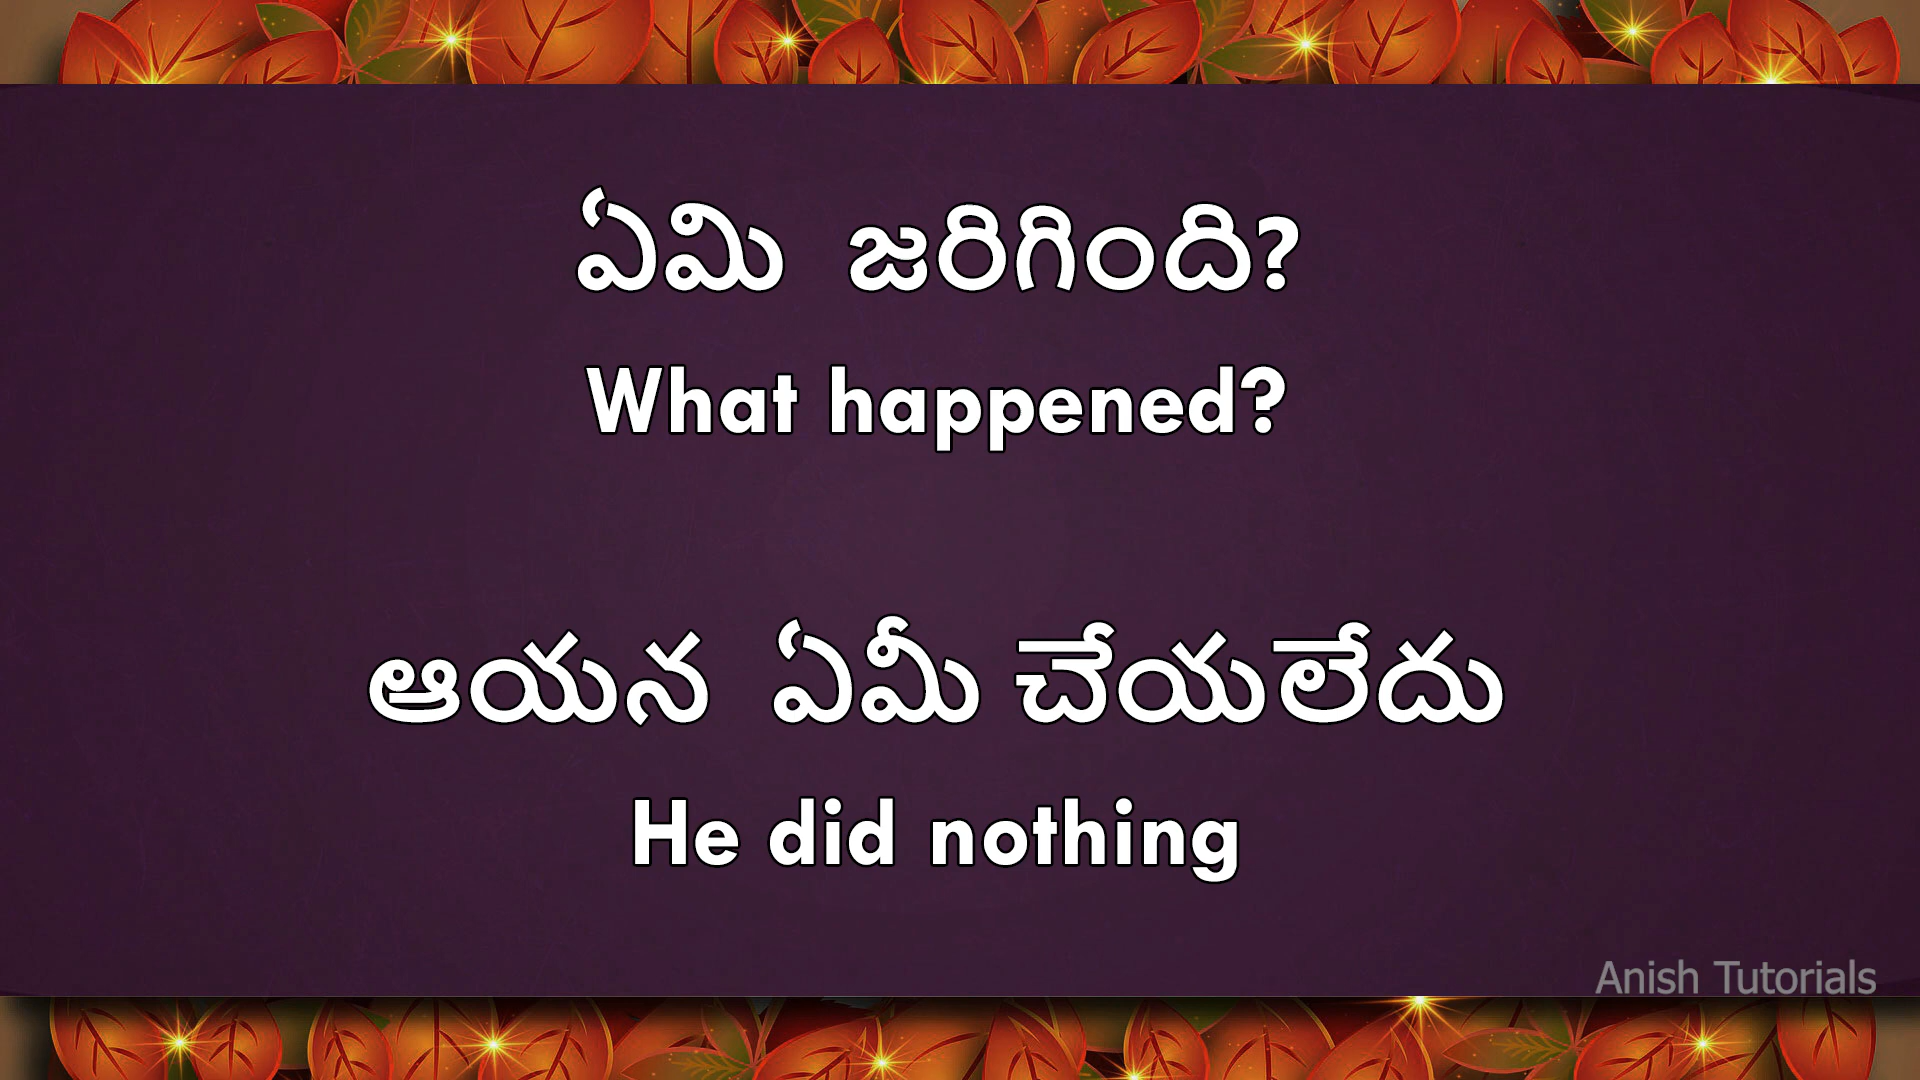 ఏమి జరిగింది?
What happened?
ఆయన ఏమీ చేయలేదు
He did nothing
Anish Tutorials